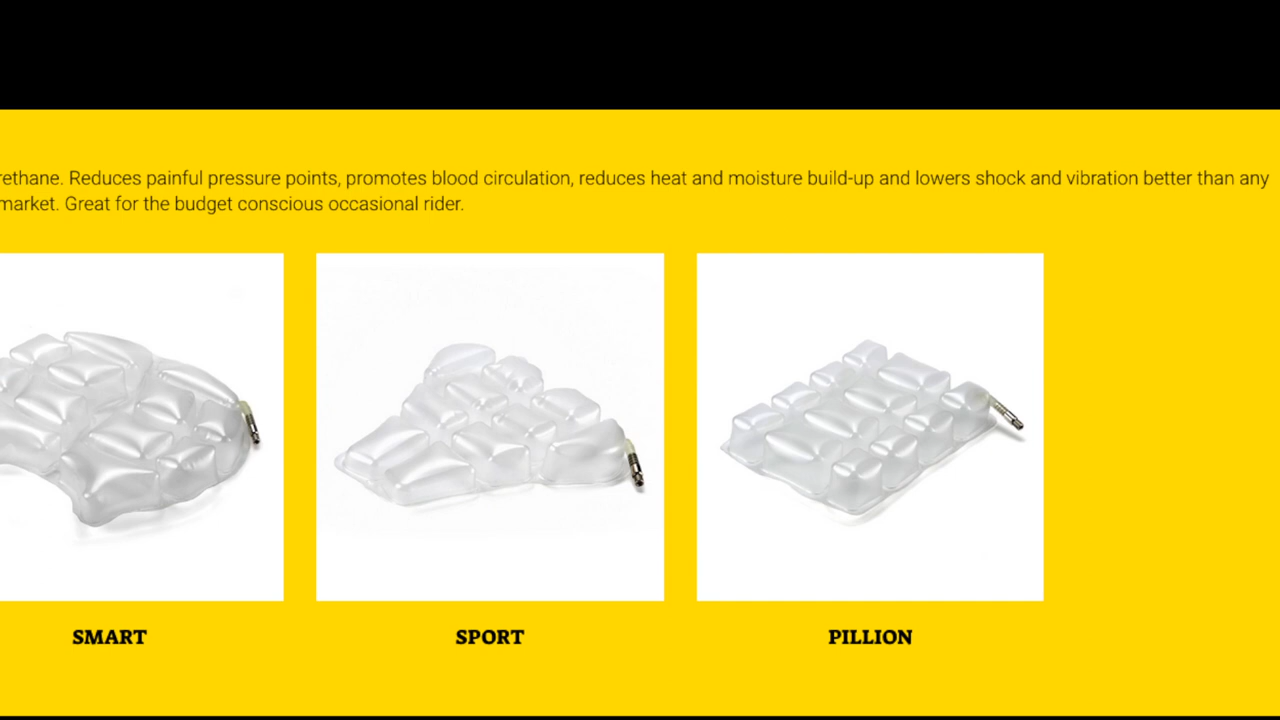 rethane. Reduces painful pressure points, promotes blood circulation, reduces heat and moisture build-up and lowers shock and vibration better than any
market. Great for the budget conscious occasional rider.
SMART
SPORT
PILLION